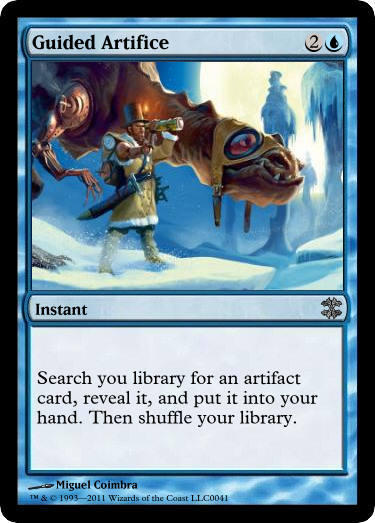 Guided Artifice 2
Instant
Search you library for an artifact
card, reveal it, and put it into your
hand. Then shuffle your library.
Miguel Coimbra
™ & © 1993—2011 Wizards of the Coast LLC0041